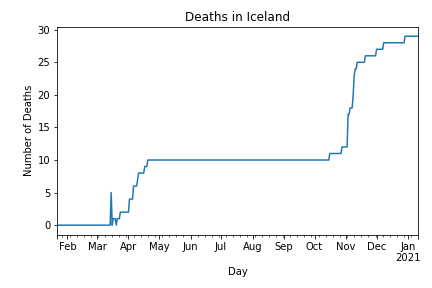 Deaths in Iceland
30
25
20
15
10
5
0
Number of Deaths
Feb Mar Apr May Jun Jul Aug Sep Oct Nov Dec Jan
2021
Day